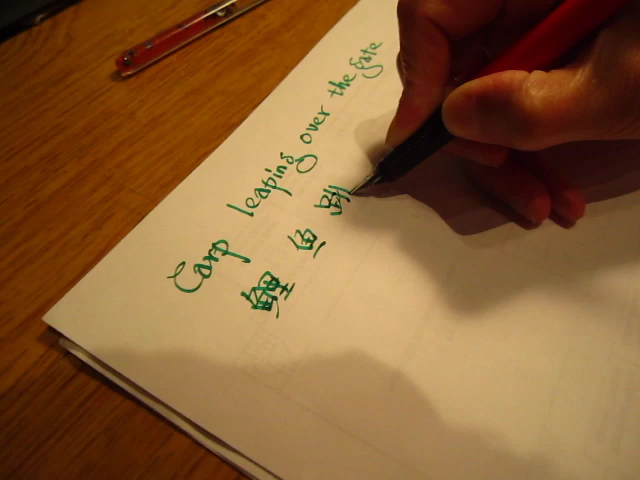 Carp leaping over the gate
鲤鱼